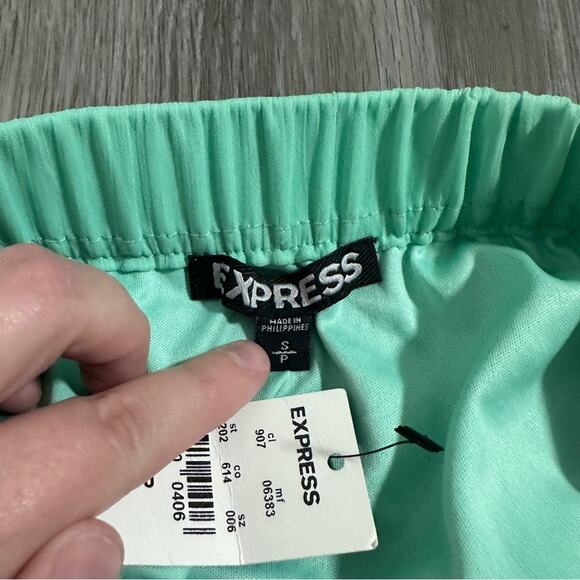 EXPRESS
MADE IN
PHILIPPINES
S
P
EXPRESS
cl mf
907 06383
st co sz
202 614 006
0406